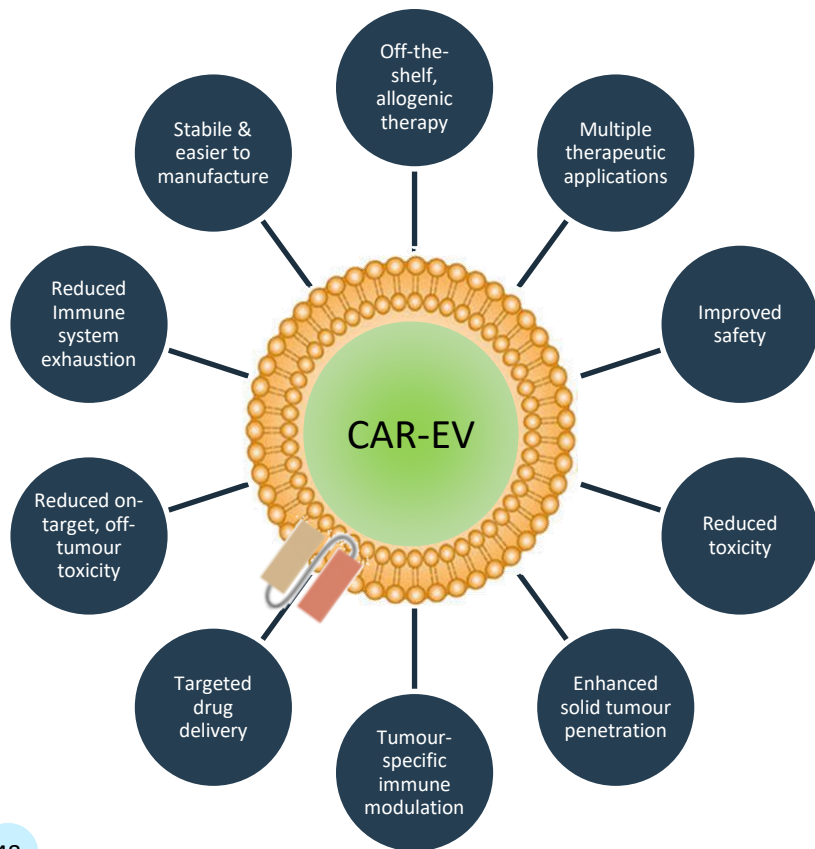 Off-the-
shelf,
allogenic
therapy
Multiple
therapeutic
applications
Improved
safety
Reduced
toxicity
Enhanced
solid tumour
penetration
Tumour-
specific
immune
modulation
Targeted
drug
delivery
Reduced on-
target, off-
tumour
toxicity
Reduced
Immune
system
exhaustion
Stabile &
easier to
manufacture
CAR-EV